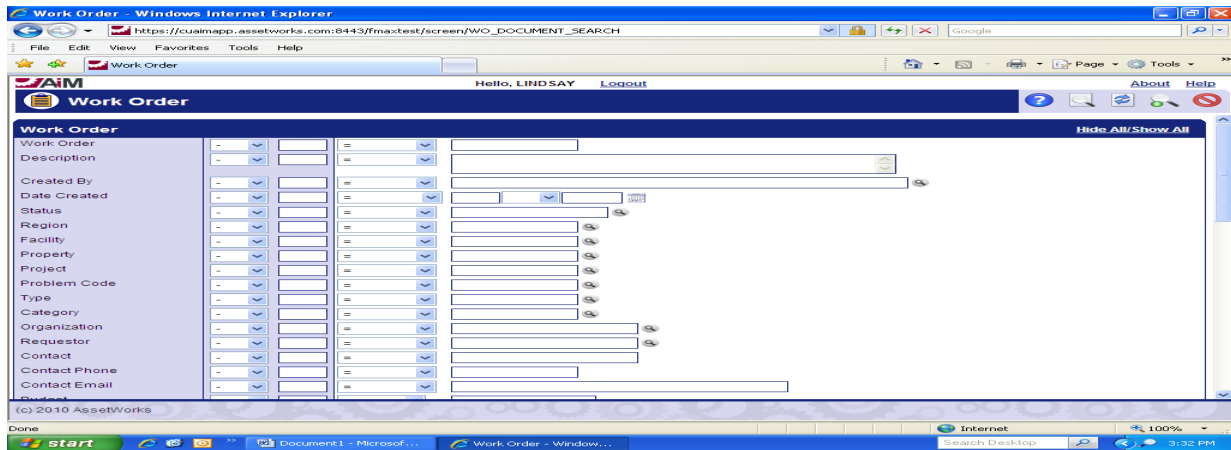 Work Order - Windows Internet Explorer
https://cuaimapp.assetworks.com:8443/fmaxtest/screen/WO_DOCUMENT_SEARCH
Google
File Edit View Favorites Tools Help
Work Order
Page Tools
AiM
Hello, LINDSAY Logout
About Help
Work Order
Work Order
Hide All/Show All
Work Order - =
Description - =
Created By - =
Date Created - =
Status - =
Region - =
Facility - =
Property - =
Project - =
Problem Code - =
Type - =
Category - =
Organization - =
Requestor - =
Contact - =
Contact Phone - =
Contact Email - =
Budget
(c) 2010 AssetWorks
Done
Internet
100%
start
Document1 - Microsof...
Work Order - Window...
Search Desktop
3:32 PM